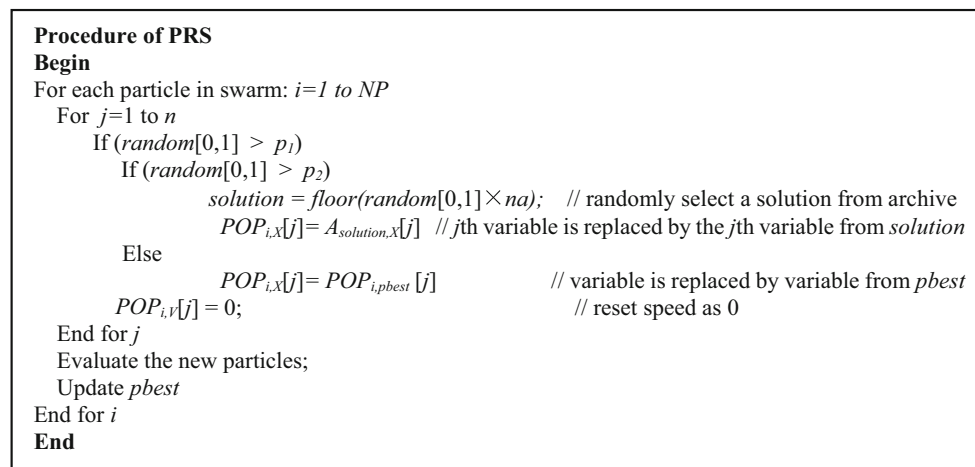 Procedure of PRS
Begin
For each particle in swarm: i=1 to NP
For j=1 to n
If (random[0,1] > p₁)
If (random[0,1] > p₂)
solution = floor(random[0,1]×na); // randomly select a solution from archive
POPᵢ,X[j]= Asolution,X[j] // jth variable is replaced by the jth variable from solution
Else
POPᵢ,X[j]= POPᵢ,pbest [j] // variable is replaced by variable from pbest
POPᵢ,V[j] = 0; // reset speed as 0
End for j
Evaluate the new particles;
Update pbest
End for i
End